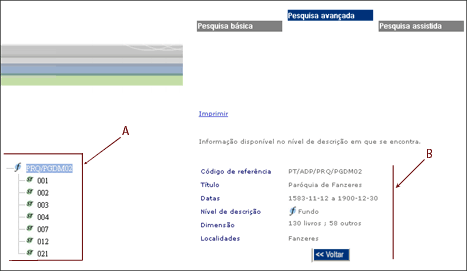 Pesquisa básica
Pesquisa avançada
Pesquisa assistida
Imprimir
Informação disponível no nível de descrição em que se encontra.
A
PRQ/PGDM02
001
002
003
004
007
012
021
B
Código de referência PT/ADP/PRQ/PGDM02
Título Paróquia de Fanzeres
Datas 1583-11-12 a 1900-12-30
Nível de descrição Fundo
Dimensão 130 livros ; 58 outros
Localidades Fanzeres
<< Voltar